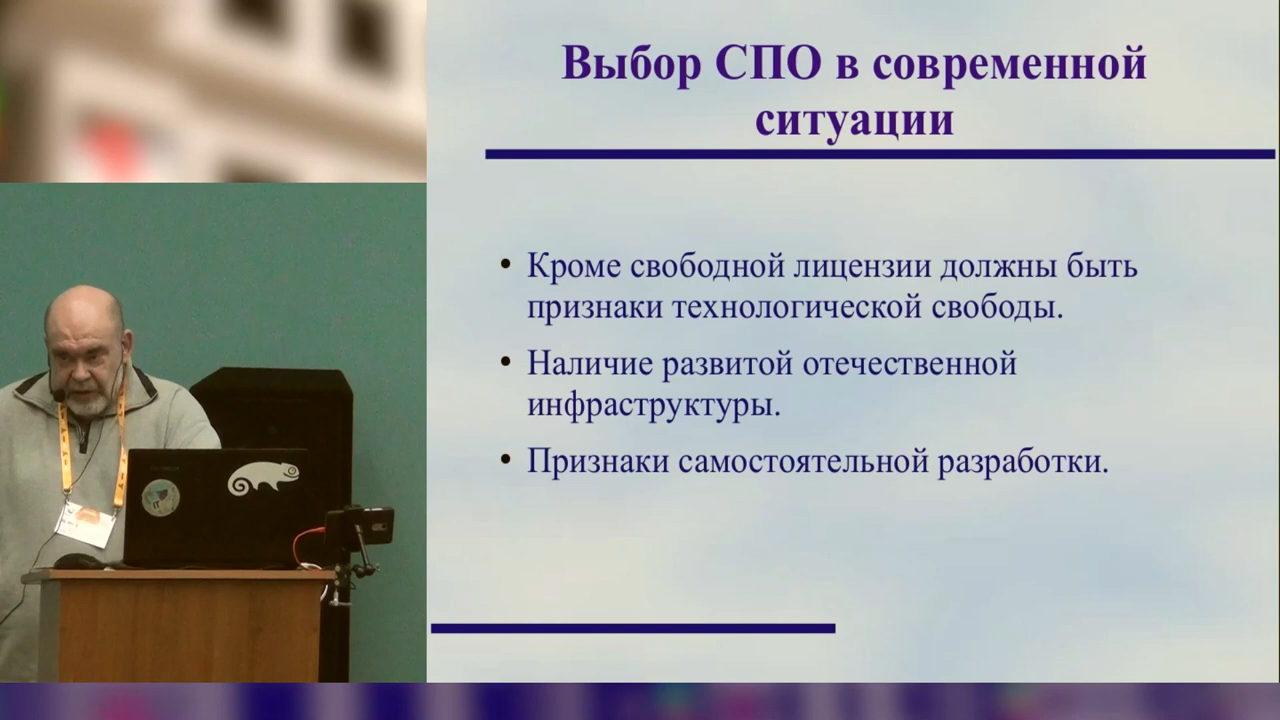 Выбор СПО в современной
ситуации
• Кроме свободной лицензии должны быть
признаки технологической свободы.
• Наличие развитой отечественной
инфраструктуры.
• Признаки самостоятельной разработки.